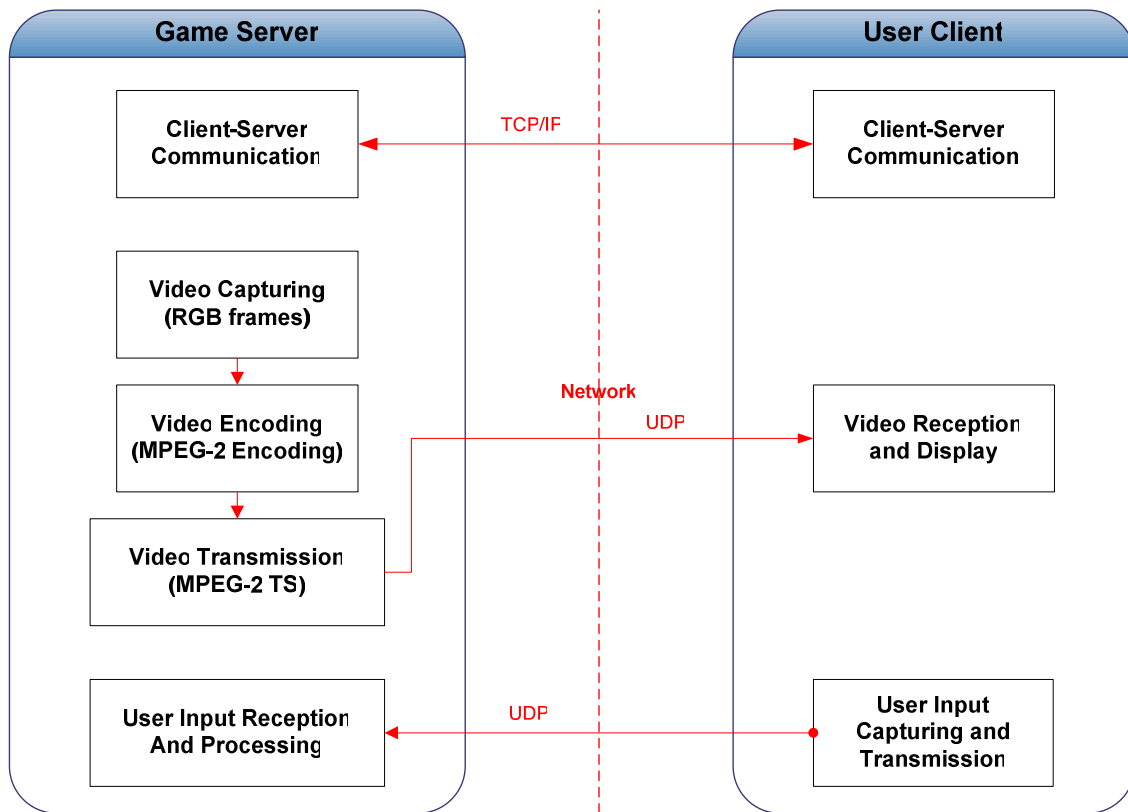 Game Server
User Client
Client-Server
Communication
TCP/IP
Client-Server
Communication
Video Capturing
(RGB frames)
Network
Video Encoding
(MPEG-2 Encoding)
UDP
Video Reception
and Display
Video Transmission
(MPEG-2 TS)
User Input Reception
And Processing
UDP
User Input
Capturing and
Transmission